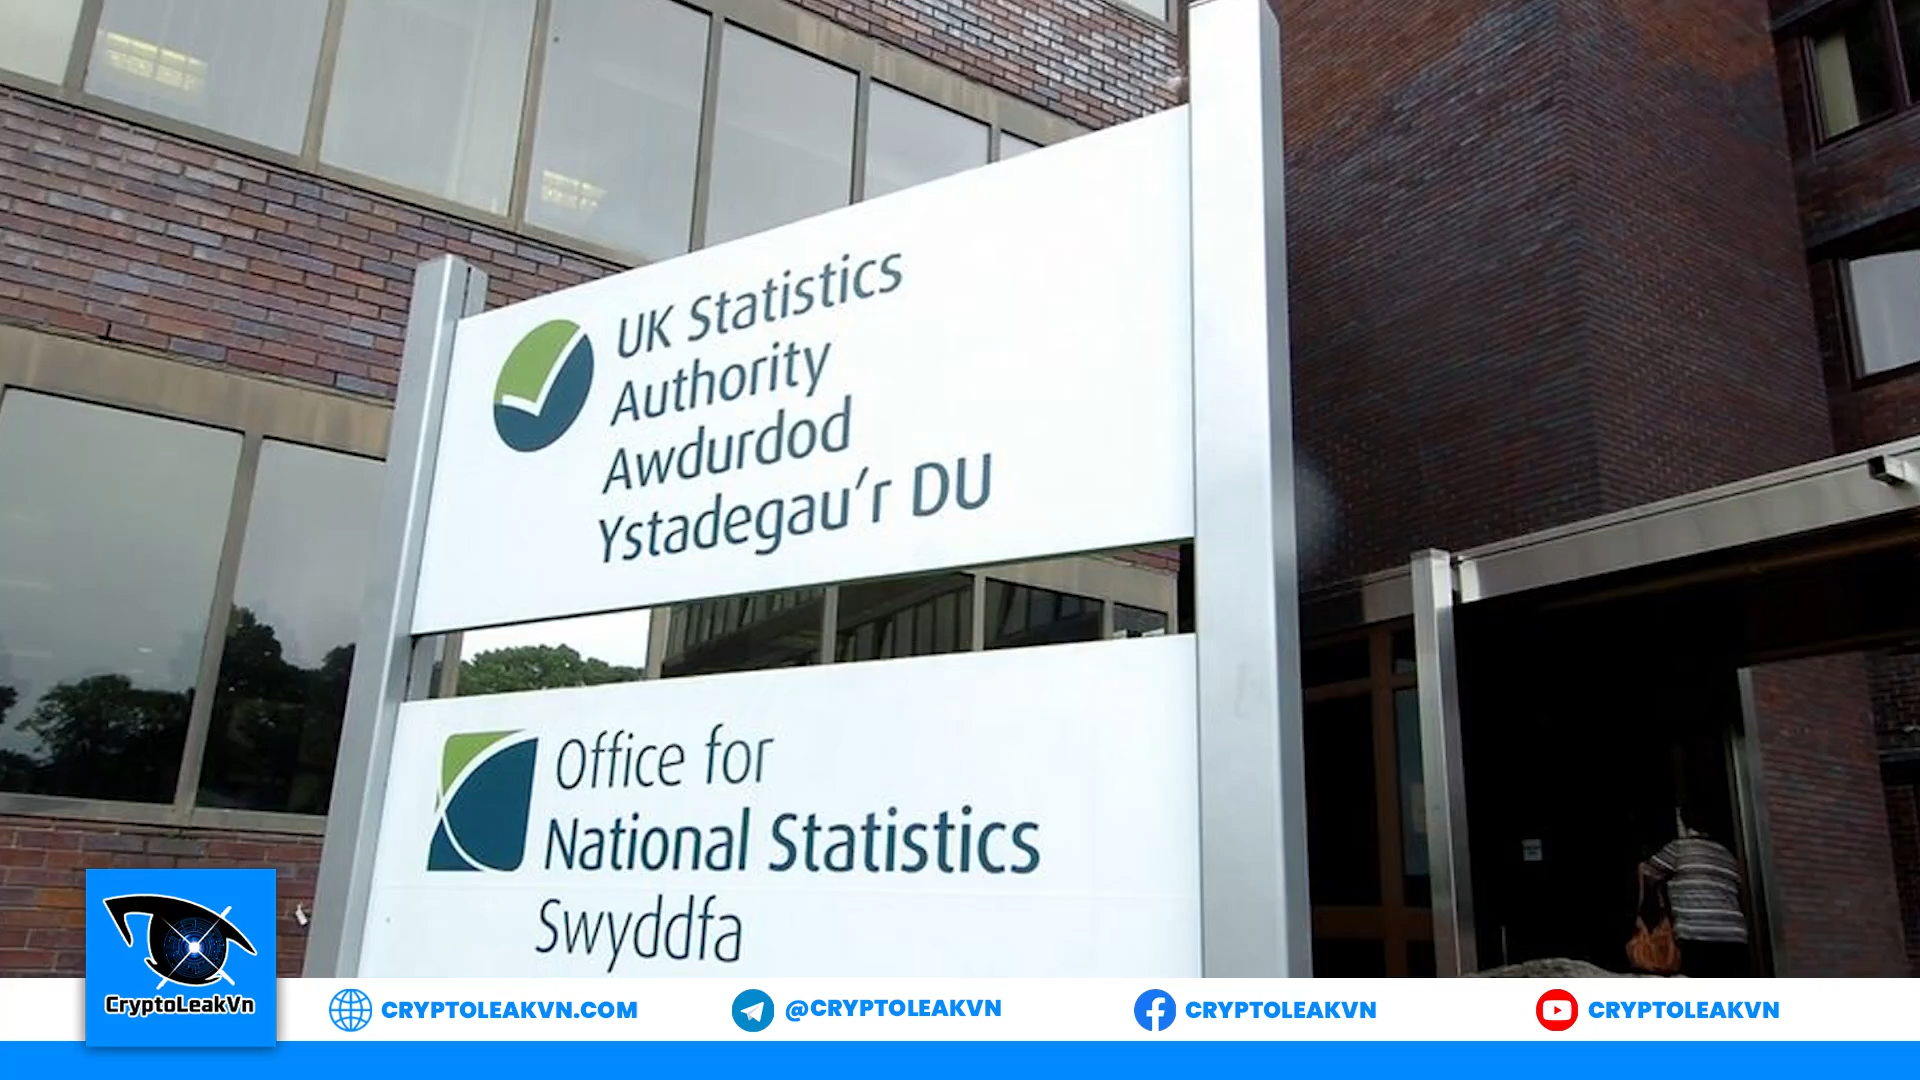 UK Statistics
Authority
Awdurdod
Ystadegau'r DU
Office for
National Statistics
Swyddfa
CryptoLeakVn
CRYPTOLEAKVN.COM
@CRYPTOLEAKVN
CRYPTOLEAKVN
CRYPTOLEAKVN